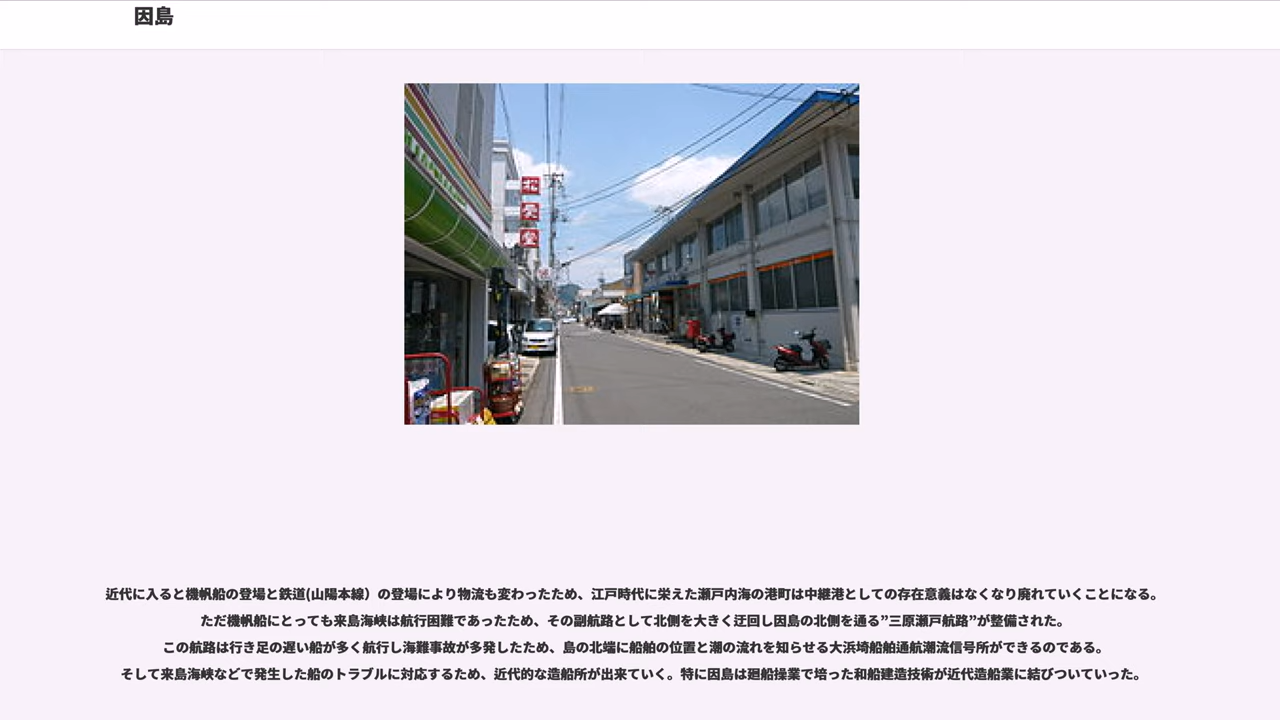 因島
松
愛
堂
近代に入ると機帆船の登場と鉄道(山陽本線）の登場により物流も変わったため、江戸時代に栄えた瀬戸内海の港町は中継港としての存在意義はなくなり廃れていくことになる。
ただ機帆船にとっても来島海峡は航行困難であったため、その副航路として北側を大きく迂回し因島の北側を通る”三原瀬戸航路”が整備された。
この航路は行き足の遅い船が多く航行し海難事故が多発したため、島の北端に船舶の位置と潮の流れを知らせる大浜埼船舶通航潮流信号所ができるのである。
そして来島海峡などで発生した船のトラブルに対応するため、近代的な造船所が出来ていく。特に因島は廻船操業で培った和船建造技術が近代造船業に結びついていった。